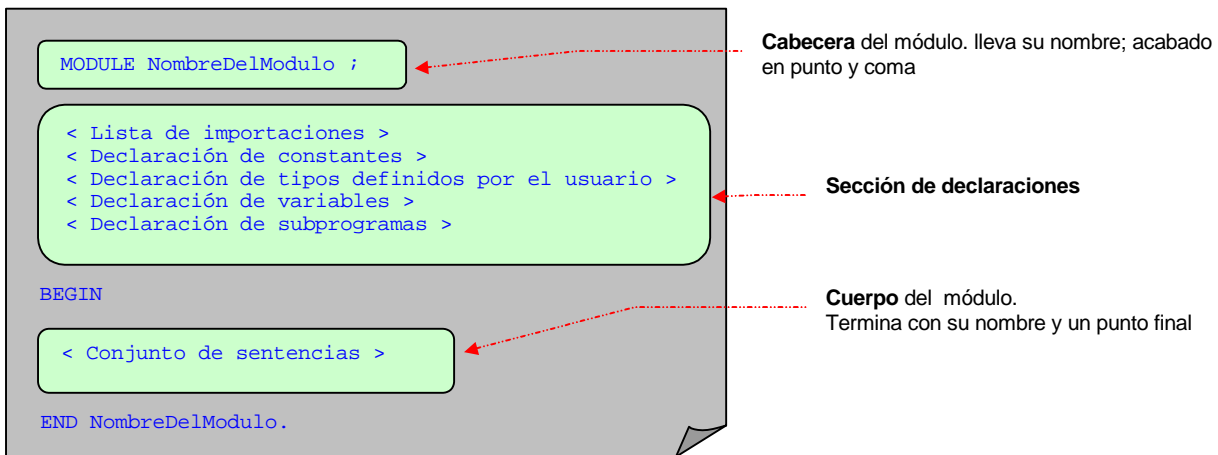 MODULE NombreDelModulo ;
Cabecera del módulo. lleva su nombre; acabado
en punto y coma
< Lista de importaciones >
< Declaración de constantes >
< Declaración de tipos definidos por el usuario >
< Declaración de variables >
< Declaración de subprogramas >
Sección de declaraciones
BEGIN
< Conjunto de sentencias >
Cuerpo del módulo.
Termina con su nombre y un punto final
END NombreDelModulo.